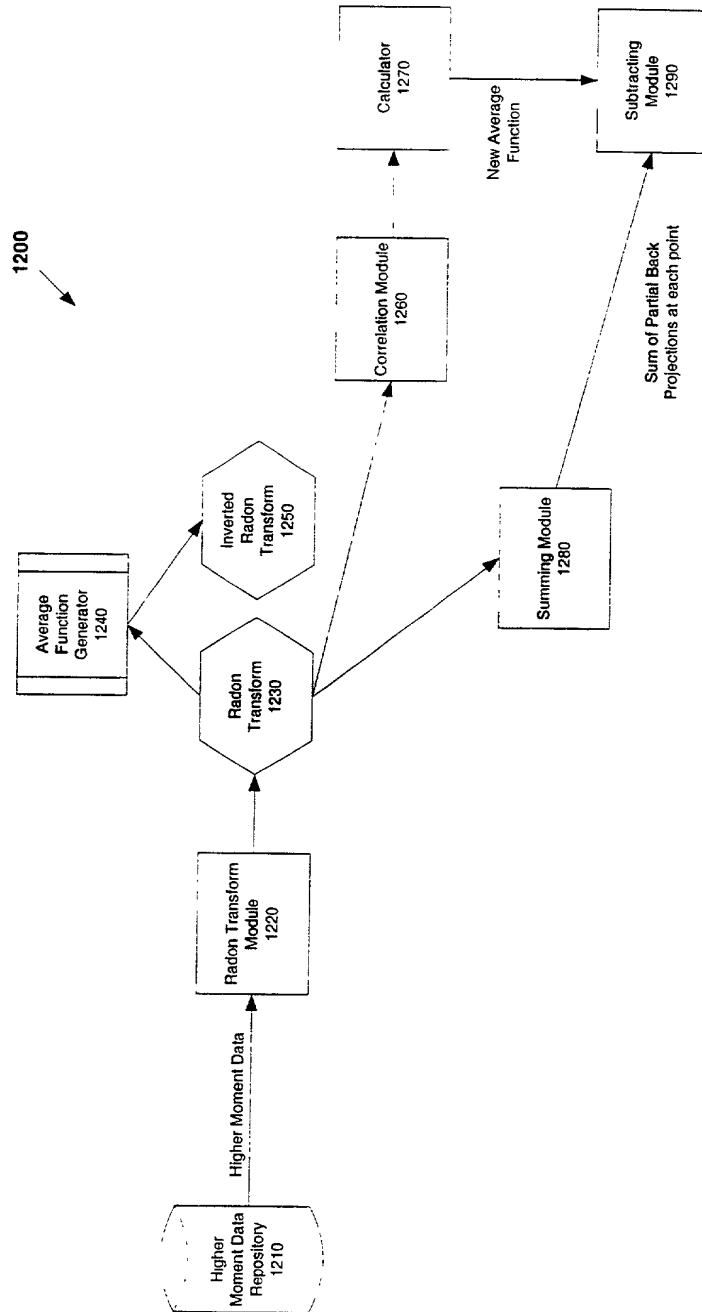 1200
Higher
Moment Data
Repository
1210
Higher Moment Data
Radon Transform
Module
1220
Radon
Transform
1230
Average
Function
Generator
1240
Inverted
Radon
Transform
1250
Correlation Module
1260
Calculator
1270
New Average
Function
Summing Module
1280
Sum of Partial Back
Projections at each point
Subtracting
Module
1290